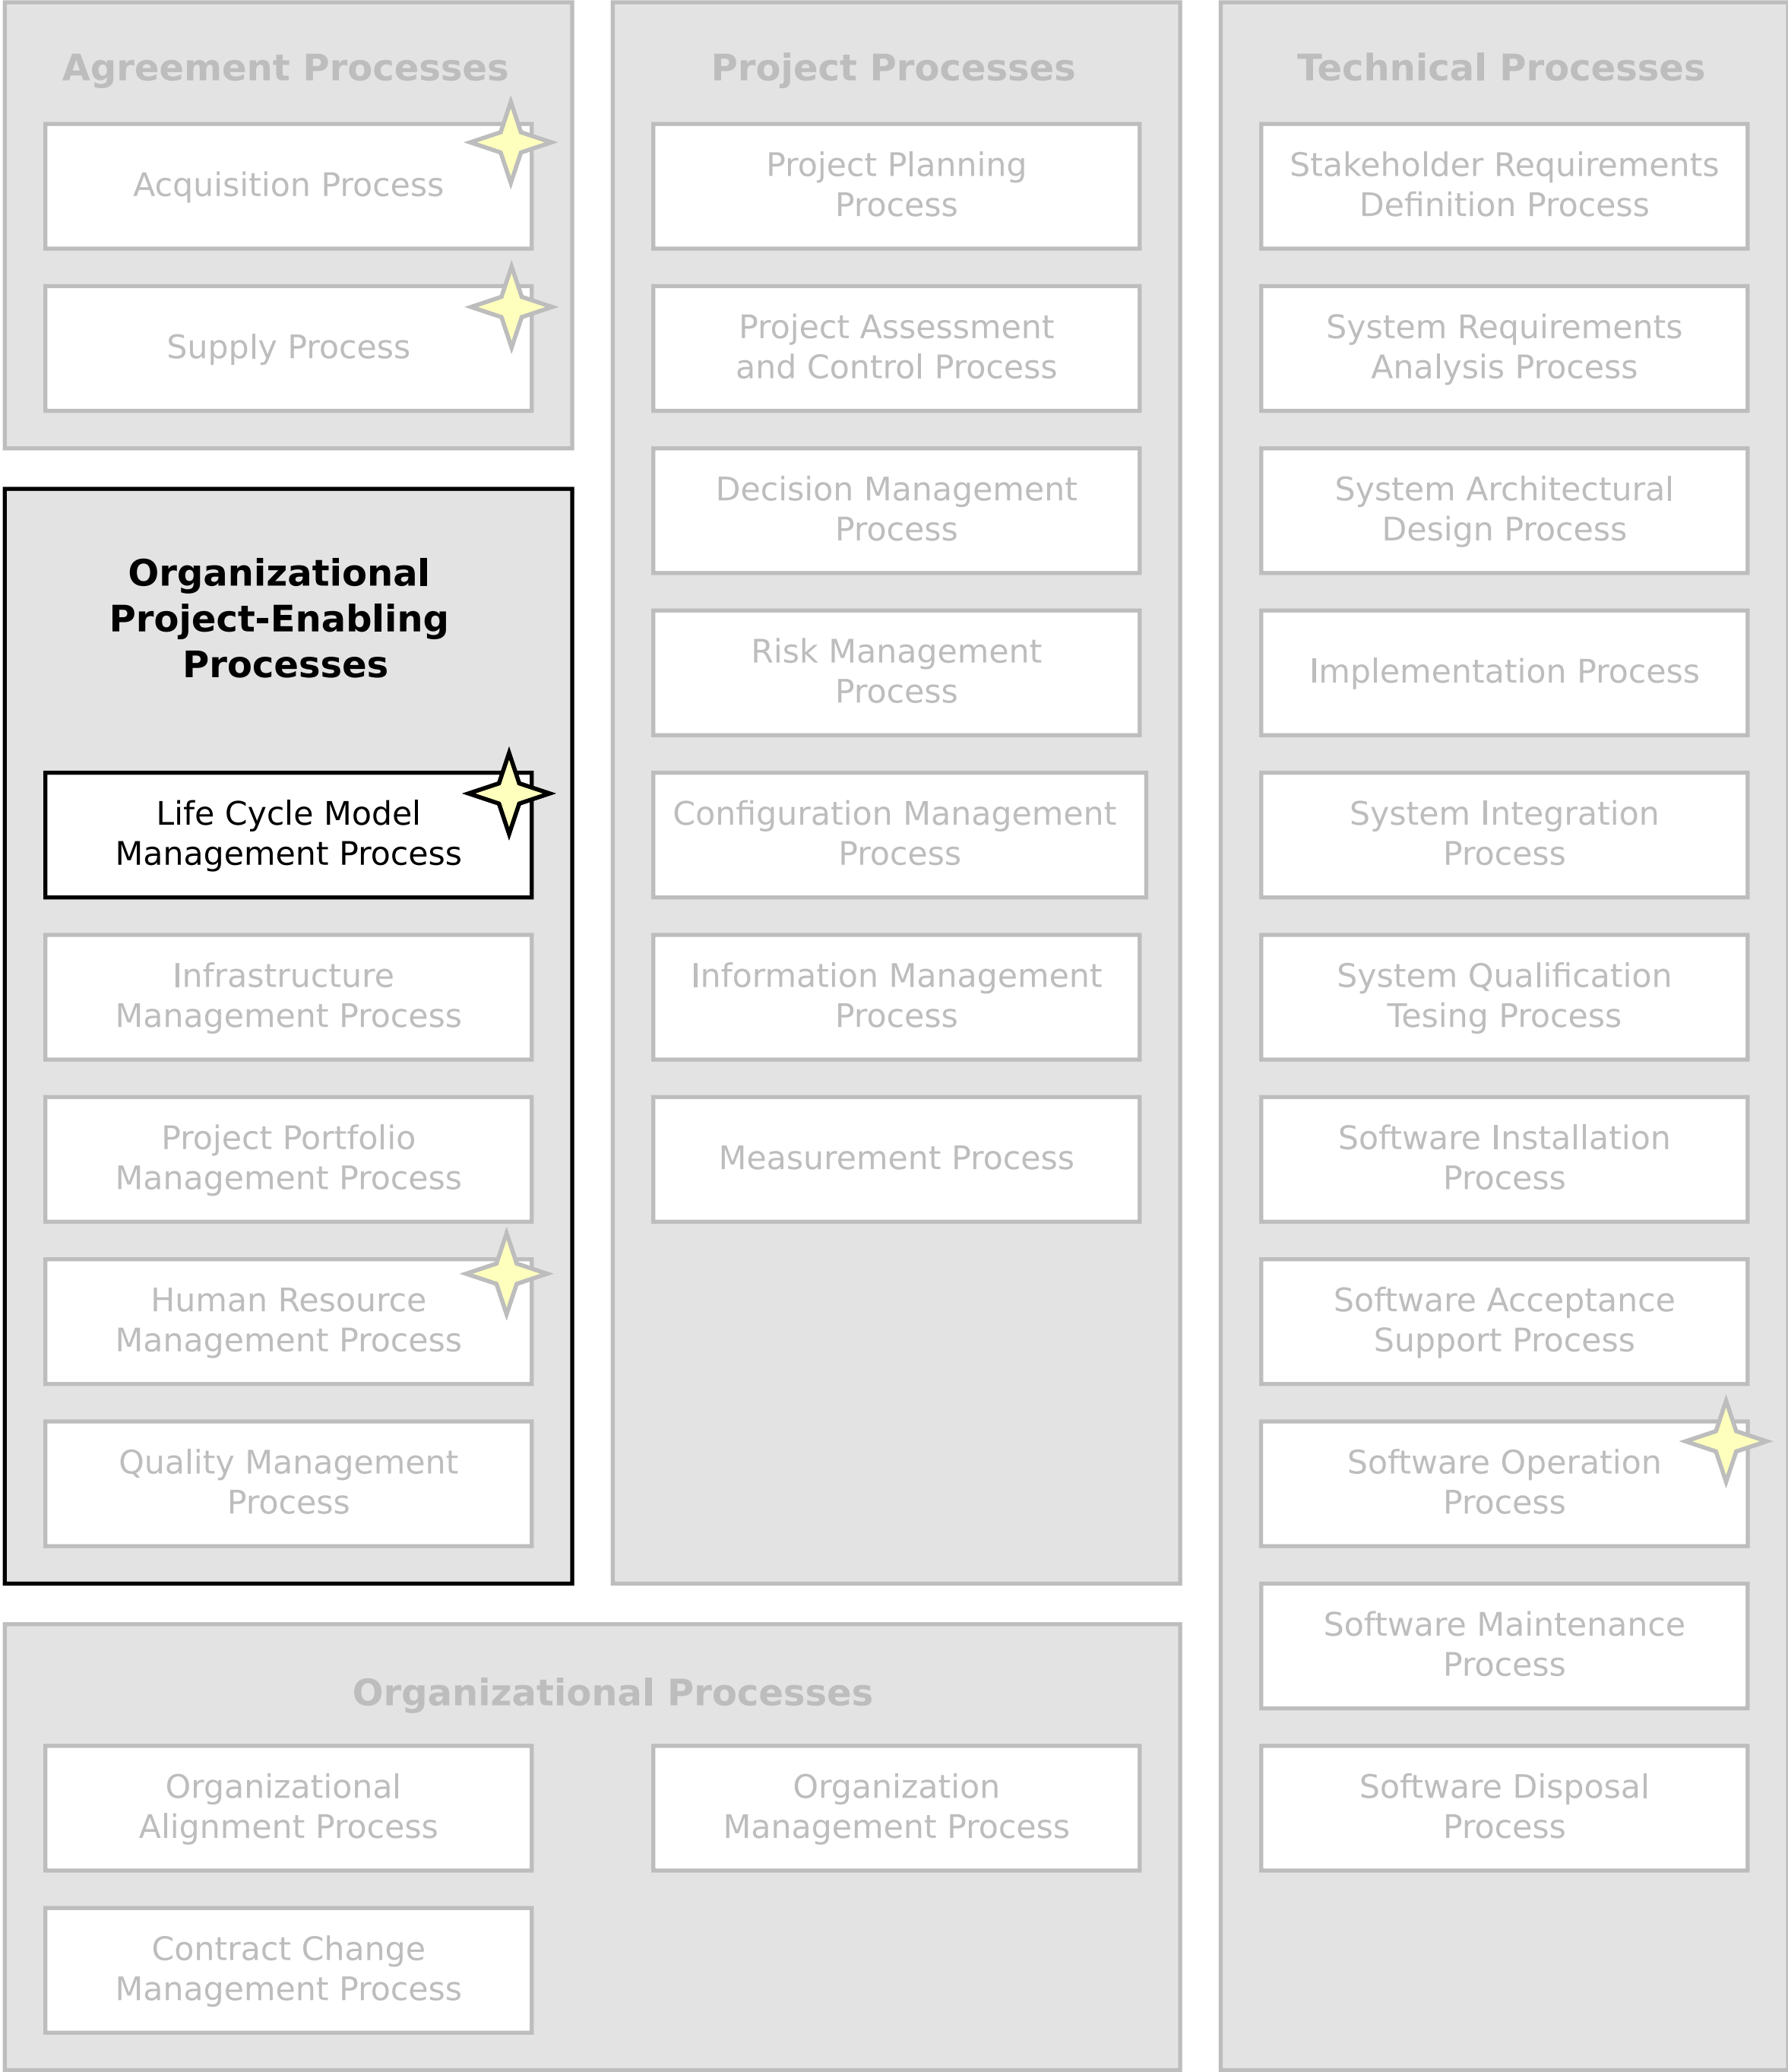 Agreement Processes
Acquisition Process
Supply Process
Organizational
Project-Enabling
Processes
Life Cycle Model
Management Process
Infrastructure
Management Process
Project Portfolio
Management Process
Human Resource
Management Process
Quality Management
Process
Project Processes
Project Planning
Process
Project Assessment
and Control Process
Decision Management
Process
Risk Management
Process
Configuration Management
Process
Information Management
Process
Measurement Process
Organizational Processes
Organizational
Alignment Process
Organization
Management Process
Contract Change
Management Process
Technical Processes
Stakeholder Requirements
Definition Process
System Requirements
Analysis Process
System Architectural
Design Process
Implementation Process
System Integration
Process
System Qualification
Tesing Process
Software Installation
Process
Software Acceptance
Support Process
Software Operation
Process
Software Maintenance
Process
Software Disposal
Process